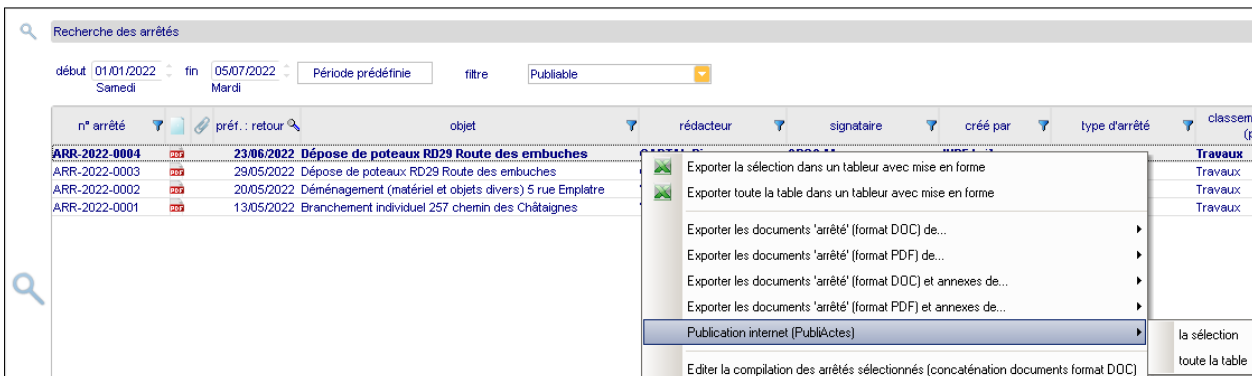 Recherche des arrêtés
début 01/01/2022 fin 05/07/2022 Période prédéfinie filtre Publiable
Samedi Mardi
n° arrêté préf. : retour objet rédacteur signataire créé par type d'arrêté classem
ARR-2022-0004 PDF 23/06/2022 Dépose de poteaux RD29 Route des embuches Travaux
ARR-2022-0003 PDF 29/05/2022 Dépose de poteaux RD29 Route des embuches Travaux
ARR-2022-0002 PDF 20/05/2022 Déménagement (matériel et objets divers) 5 rue Emplatre Travaux
ARR-2022-0001 PDF 13/05/2022 Branchement individuel 257 chemin des Châtaignes Travaux
Exporter la sélection dans un tableur avec mise en forme
Exporter toute la table dans un tableur avec mise en forme
Exporter les documents 'arrêté' (format DOC) de...
Exporter les documents 'arrêté' (format PDF) de...
Exporter les documents 'arrêté' (format DOC) et annexes de...
Exporter les documents 'arrêté' (format PDF) et annexes de...
Publication internet (PubliActes)
la sélection
toute la table
Editer la compilation des arrêtés sélectionnés (concaténation documents format DOC)